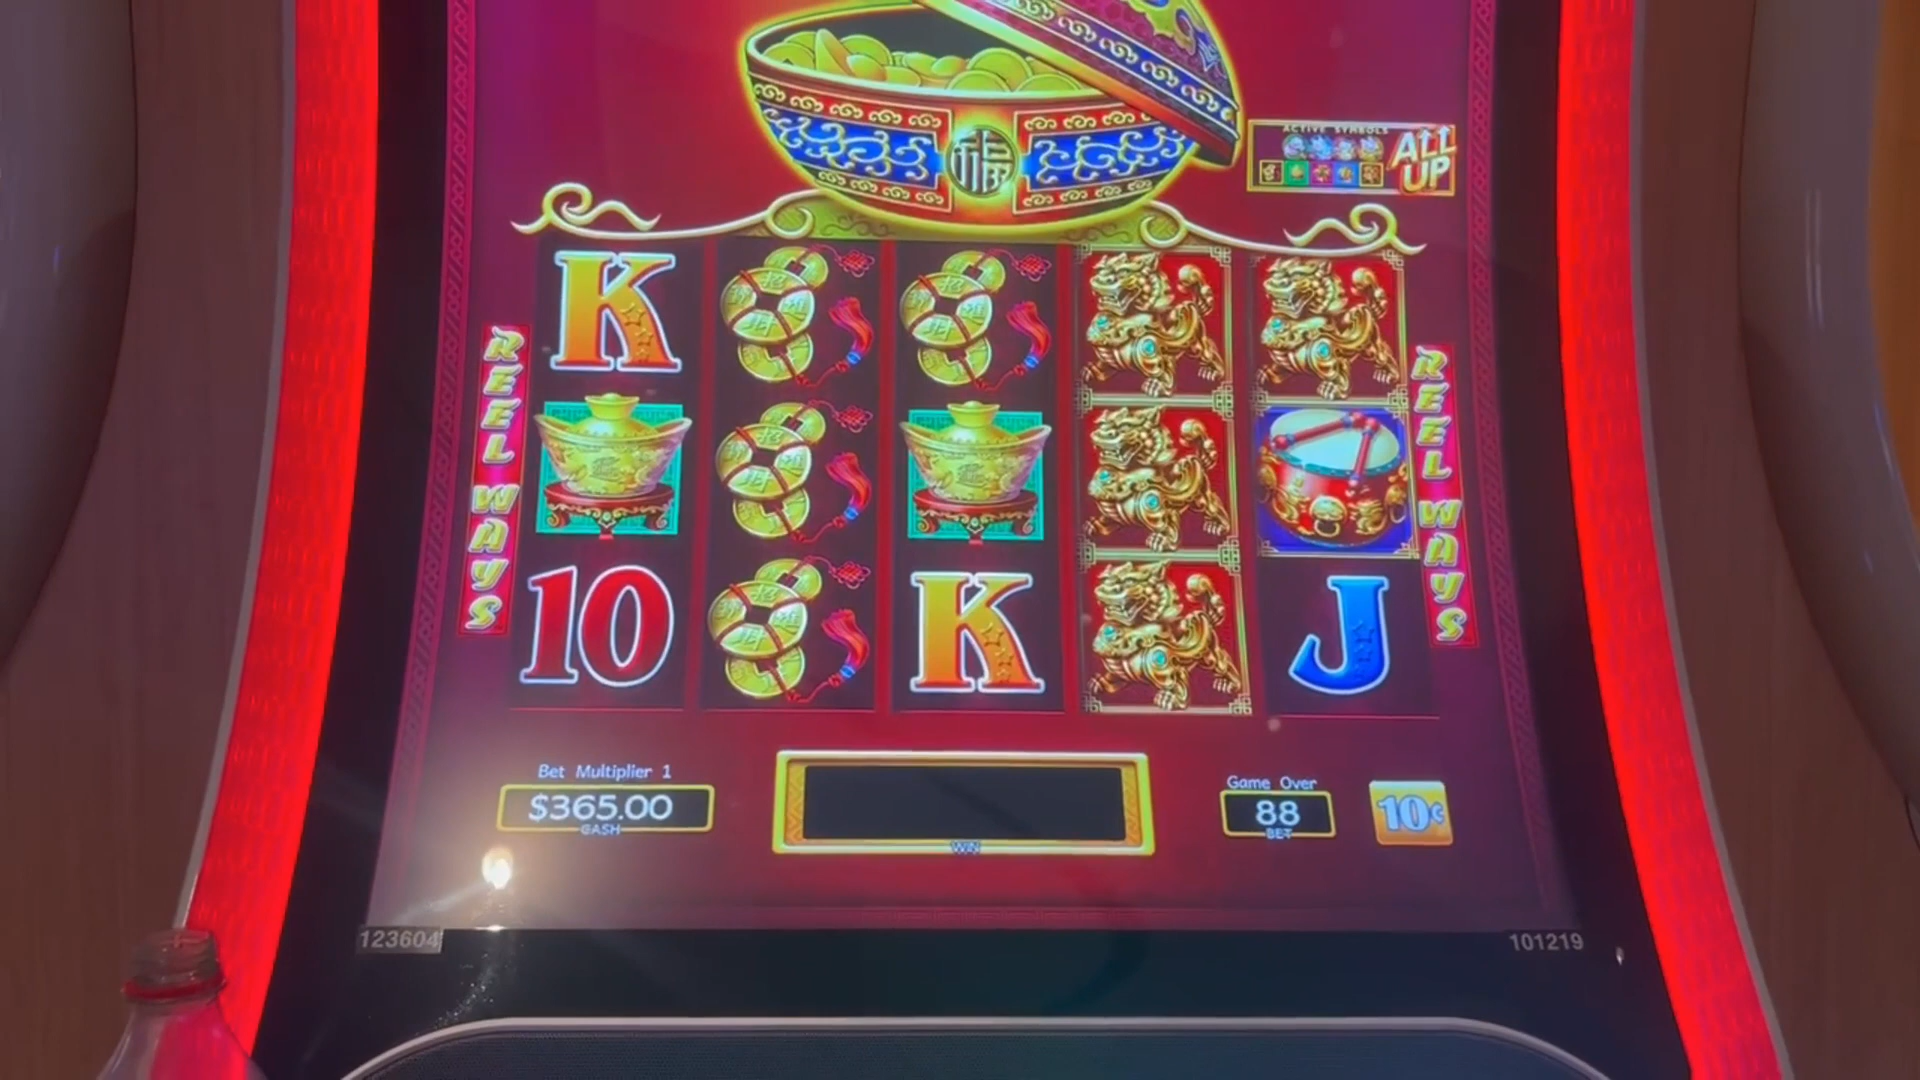 福
ACTIVE SYMBOLS
ALL UP
K
REEL WAYS
REEL WAYS
10
K
J
Bet Multiplier 1
$365.00
CASH
WIN
Game Over
88
BET
10¢
123604
101219